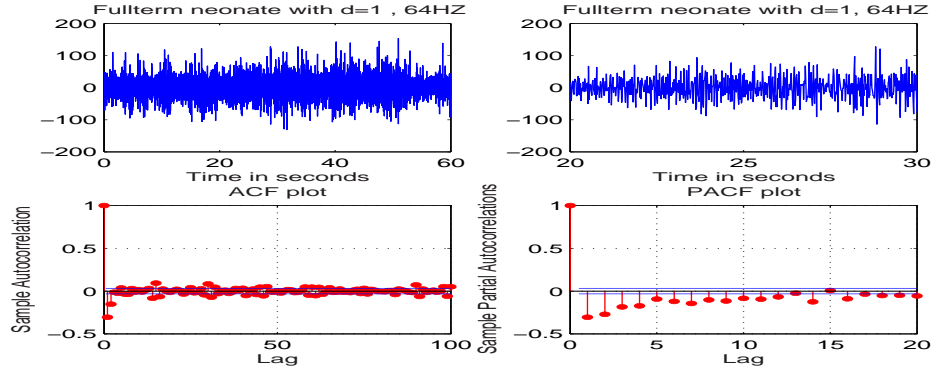 Fullterm neonate with d=1 , 64HZ
200
100
0
−100
−200
0 20 40 60
Time in seconds
Fullterm neonate with d=1, 64HZ
200
100
0
−100
−200
20 25 30
Time in seconds
ACF plot
Sample Autocorrelation
1
0.5
0
−0.5
0 50 100
Lag
PACF plot
Sample Partial Autocorrelations
1
0.5
0
−0.5
0 5 10 15 20
Lag